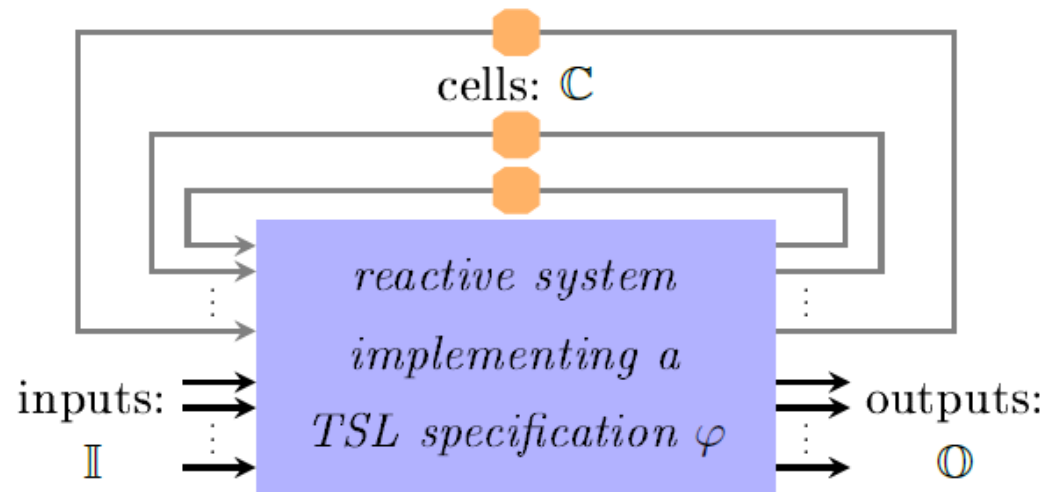 cells: ℂ
reactive system
implementing a
TSL specification φ
inputs:
𝕀
outputs:
𝕆